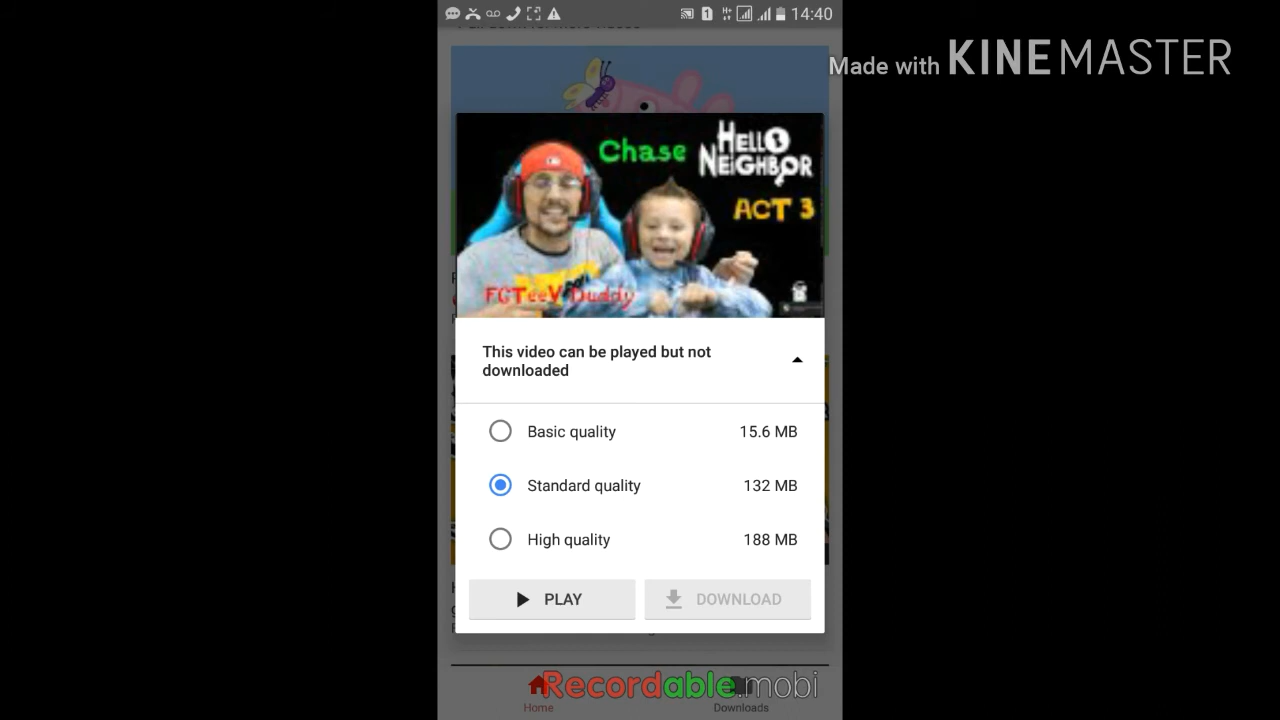 14:40
Made with KINEMASTER
Chase
HELLO
NEIGHBOR
ACT 3
FGTeeV Duddy
This video can be played but not
downloaded
Basic quality 15.6 MB
Standard quality 132 MB
High quality 188 MB
PLAY DOWNLOAD
Recordable.mobi
Home Downloads